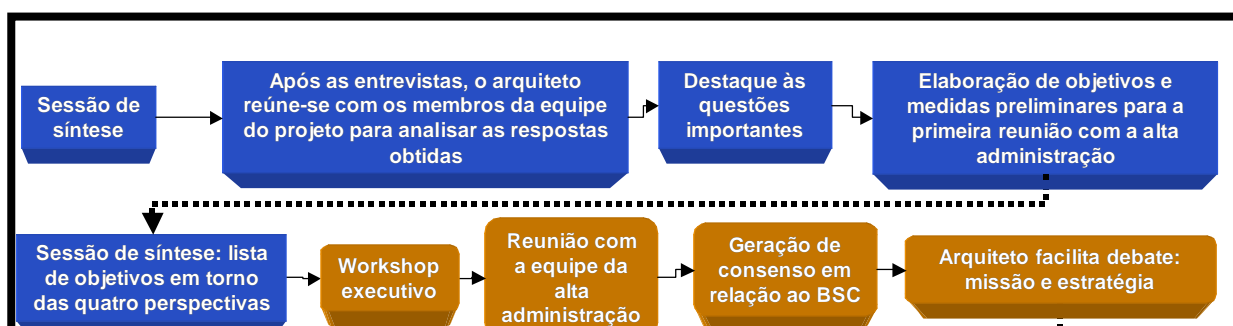 Sessão de
síntese
Após as entrevistas, o arquiteto
reúne-se com os membros da equipe
do projeto para analisar as respostas
obtidas
Destaque às
questões
importantes
Elaboração de objetivos e
medidas preliminares para a
primeira reunião com a alta
administração
Sessão de síntese: lista
de objetivos em torno
das quatro perspectivas
Workshop
executivo
Reunião com
a equipe da
alta
administração
Geração de
consenso em
relação ao BSC
Arquiteto facilita debate:
missão e estratégia